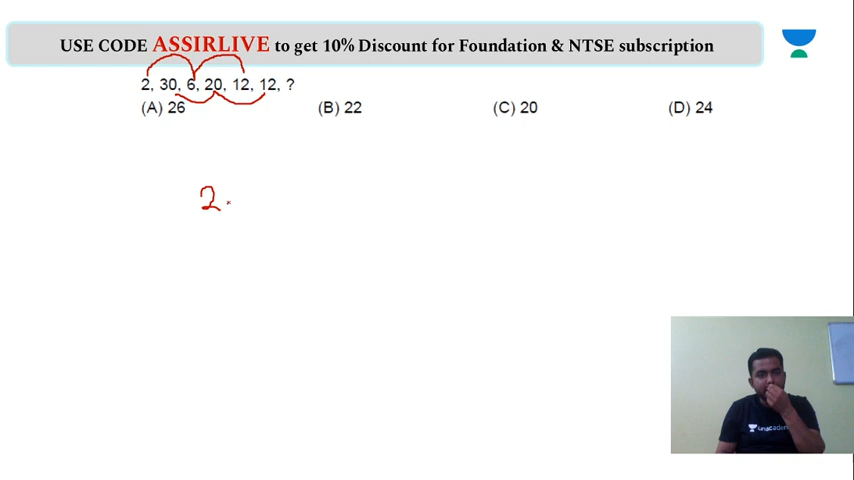 USE CODE ASSIRLIVE to get 10% Discount for Foundation & NTSE subscription
2, 30, 6, 20, 12, 12, ?
(A) 26 (B) 22 (C) 20 (D) 24
2
unacademy